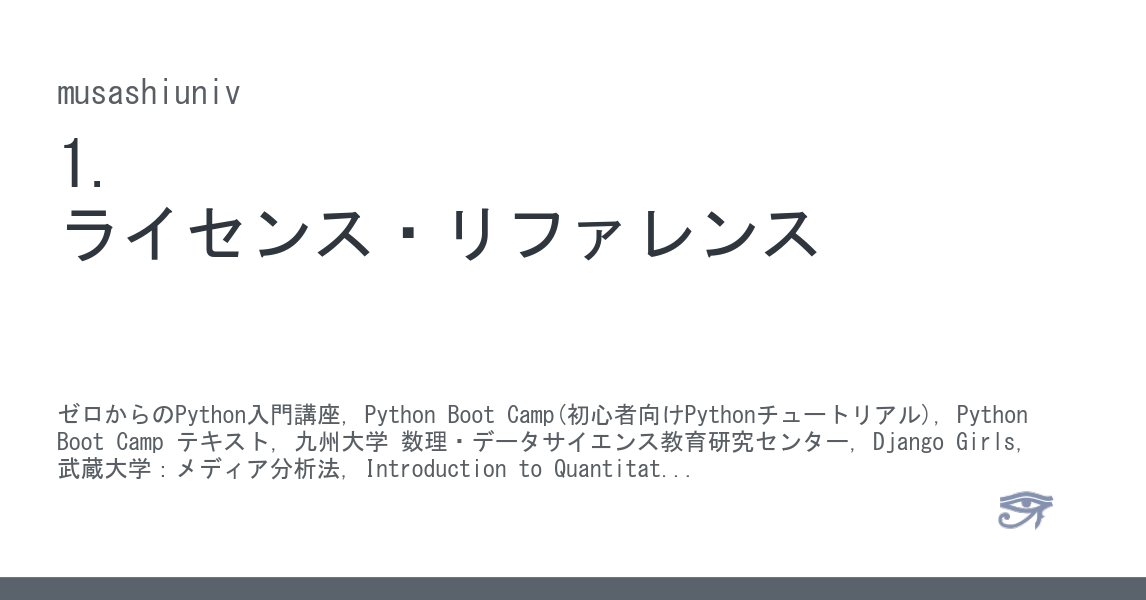 musashiuniv
1.
ライセンス・リファレンス
ゼロからのPython入門講座, Python Boot Camp(初心者向けPythonチュートリアル), Python
Boot Camp テキスト, 九州大学 数理・データサイエンス教育研究センター, Django Girls,
武蔵大学：メディア分析法, Introduction to Quantitat...